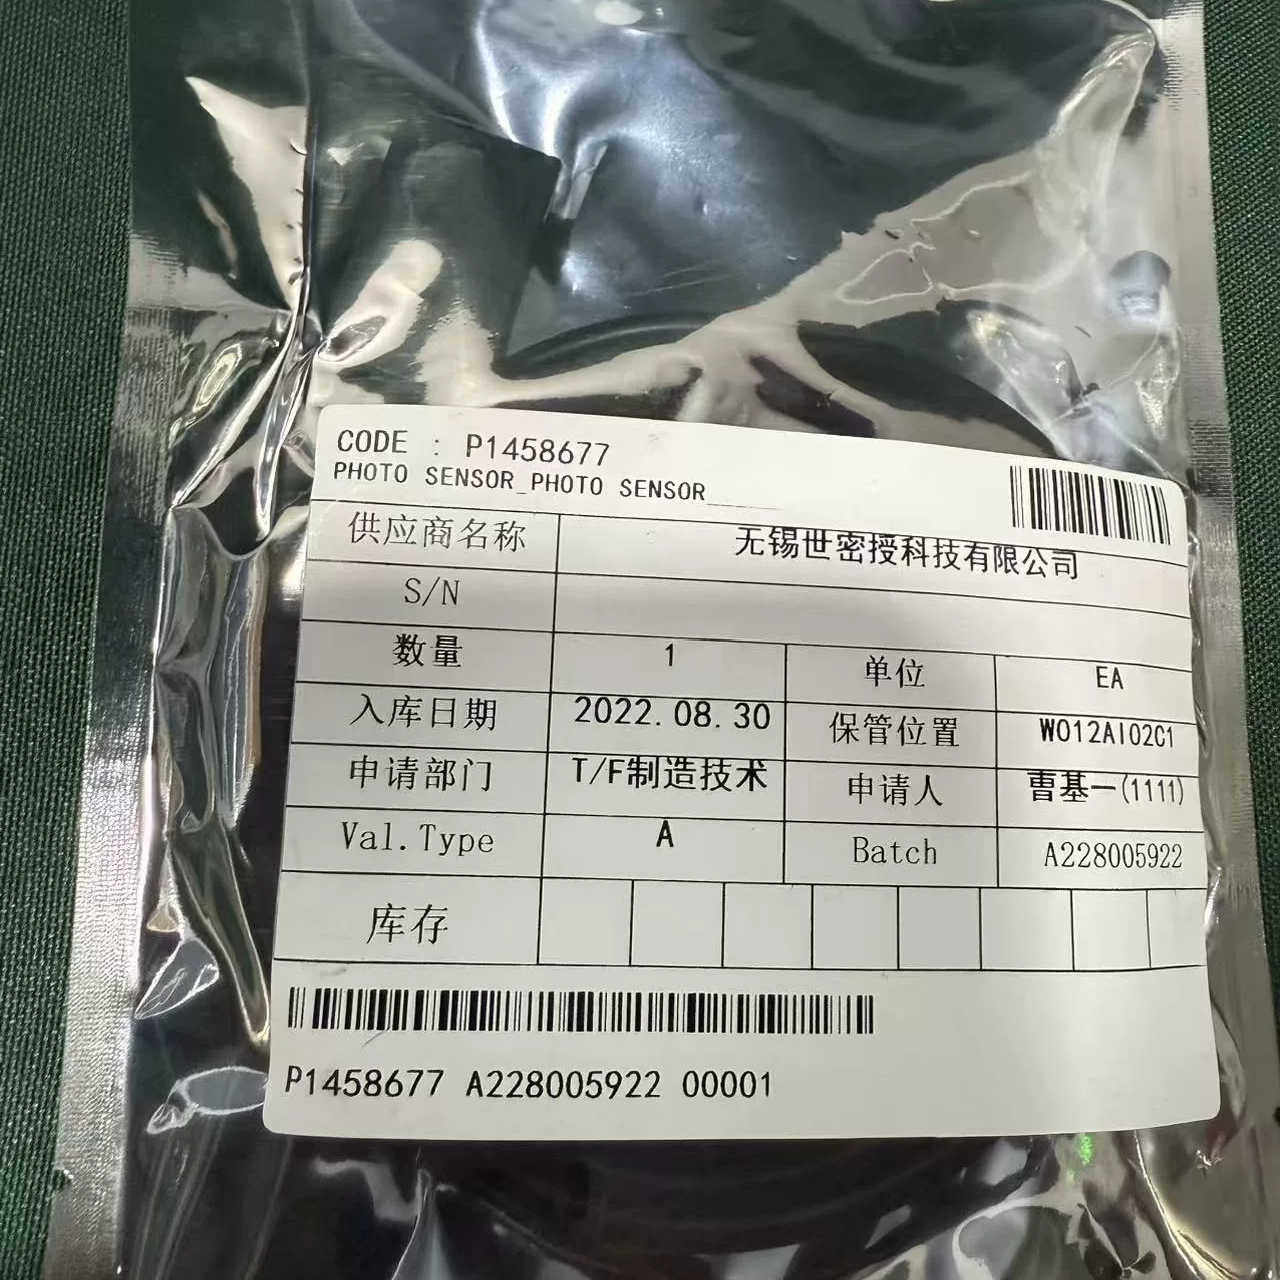 CODE : P1458677
PHOTO SENSOR_PHOTO SENSOR____
供应商名称 无锡世密授科技有限公司
S/N
数量 1 单位 EA
入库日期 2022.08.30 保管位置 W012AI02C1
申请部门 T/F制造技术 申请人 曹基一(1111)
Val.Type A Batch A228005922
库存
P1458677 A228005922 00001